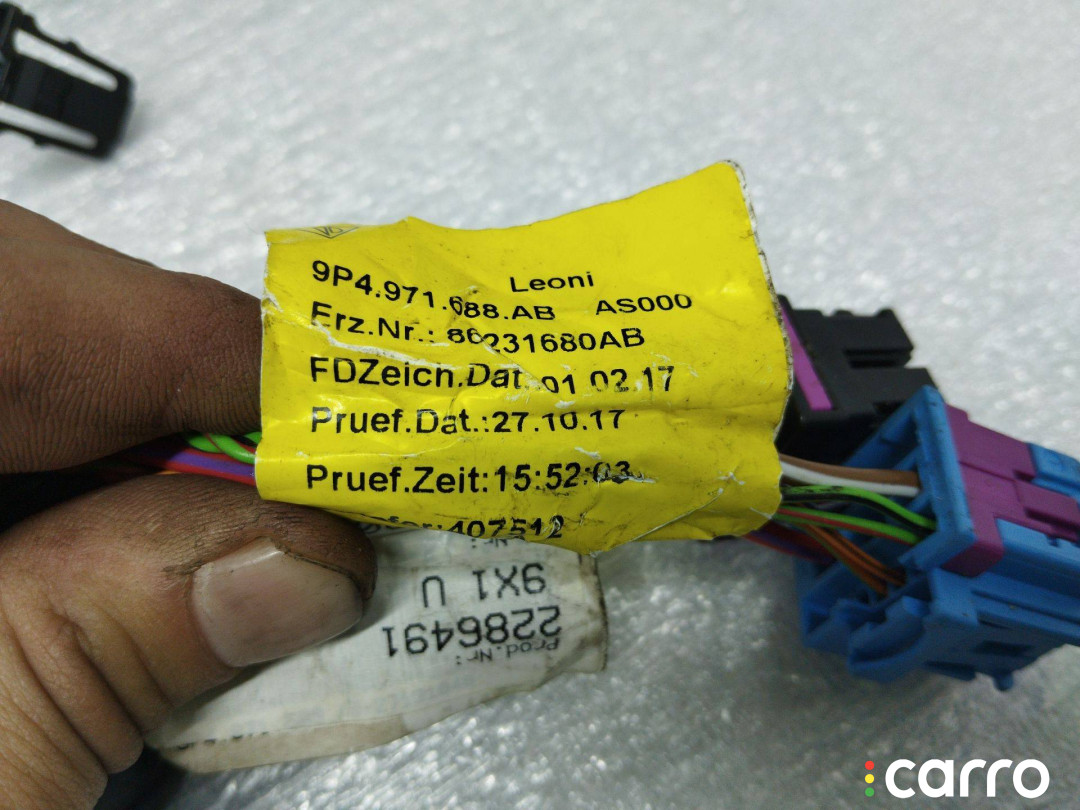 Leoni
9P4.971.688.AB AS000
Erz.Nr.: 86231680AB
FDZeich.Dat.:01 02.17
Pruef.Dat.:27.10.17
Pruef.Zeit:15:52:03
407512
9X1 U
Prod.Nr:
2286491
carro